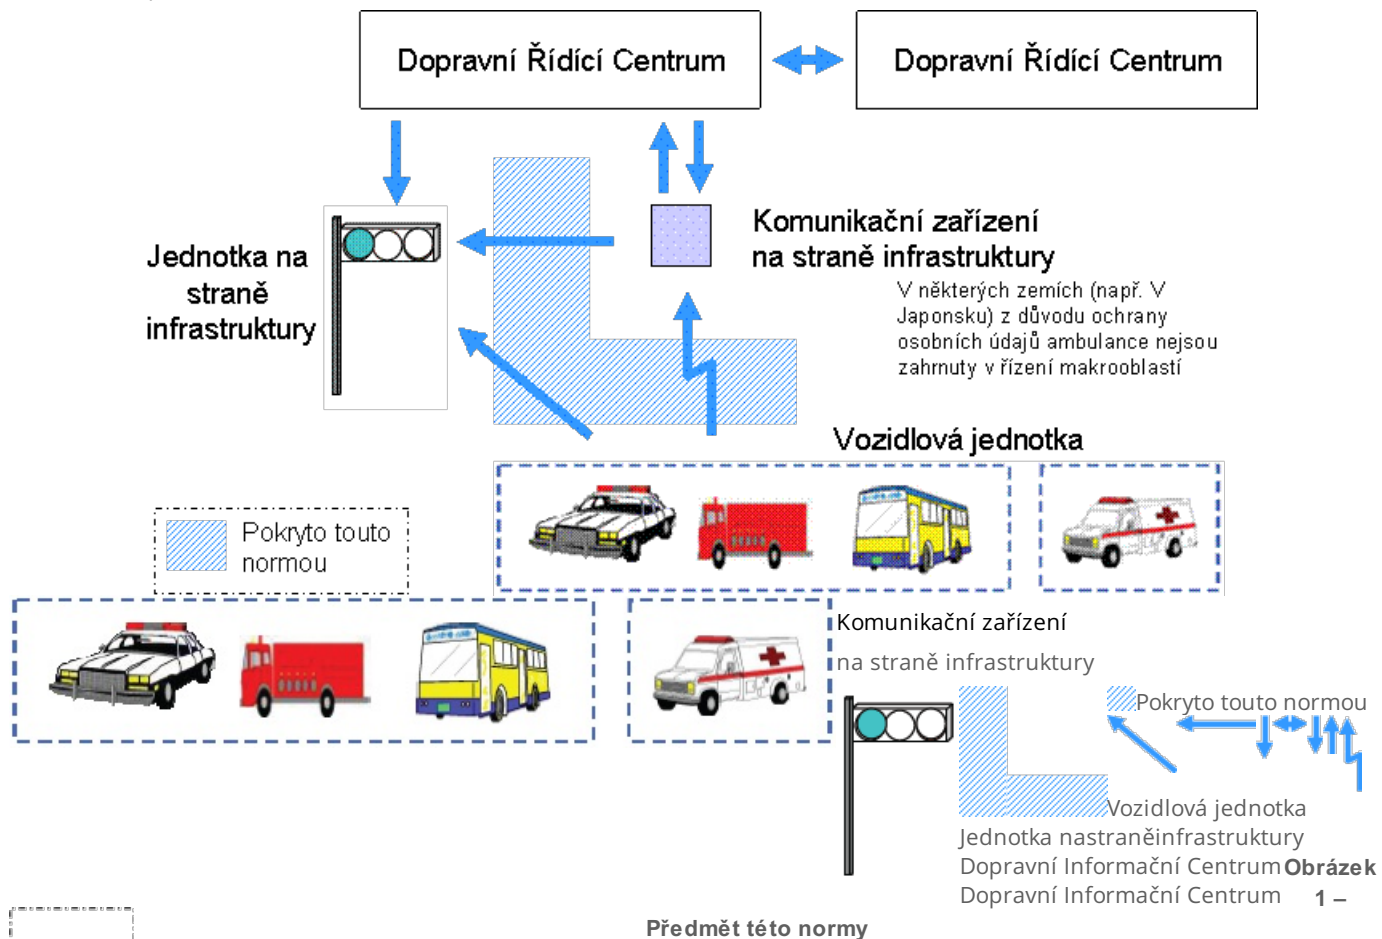 Dopravní Řídící Centrum
Dopravní Řídící Centrum
Komunikační zařízení
na straně infrastruktury
V některých zemích (např. V
Japonsku) z důvodu ochrany
osobních údajů ambulance nejsou
zahrnuty v řízení makrooblastí
Jednotka na
straně
infrastruktury
Vozidlová jednotka
Pokryto touto
normou
Komunikační zařízení
na straně infrastruktury
Pokryto touto normou
Vozidlová jednotka
Jednotka nastraněinfrastruktury
Dopravní Informační Centrum Obrázek
Dopravní Informační Centrum 1 –
Předmět této normy